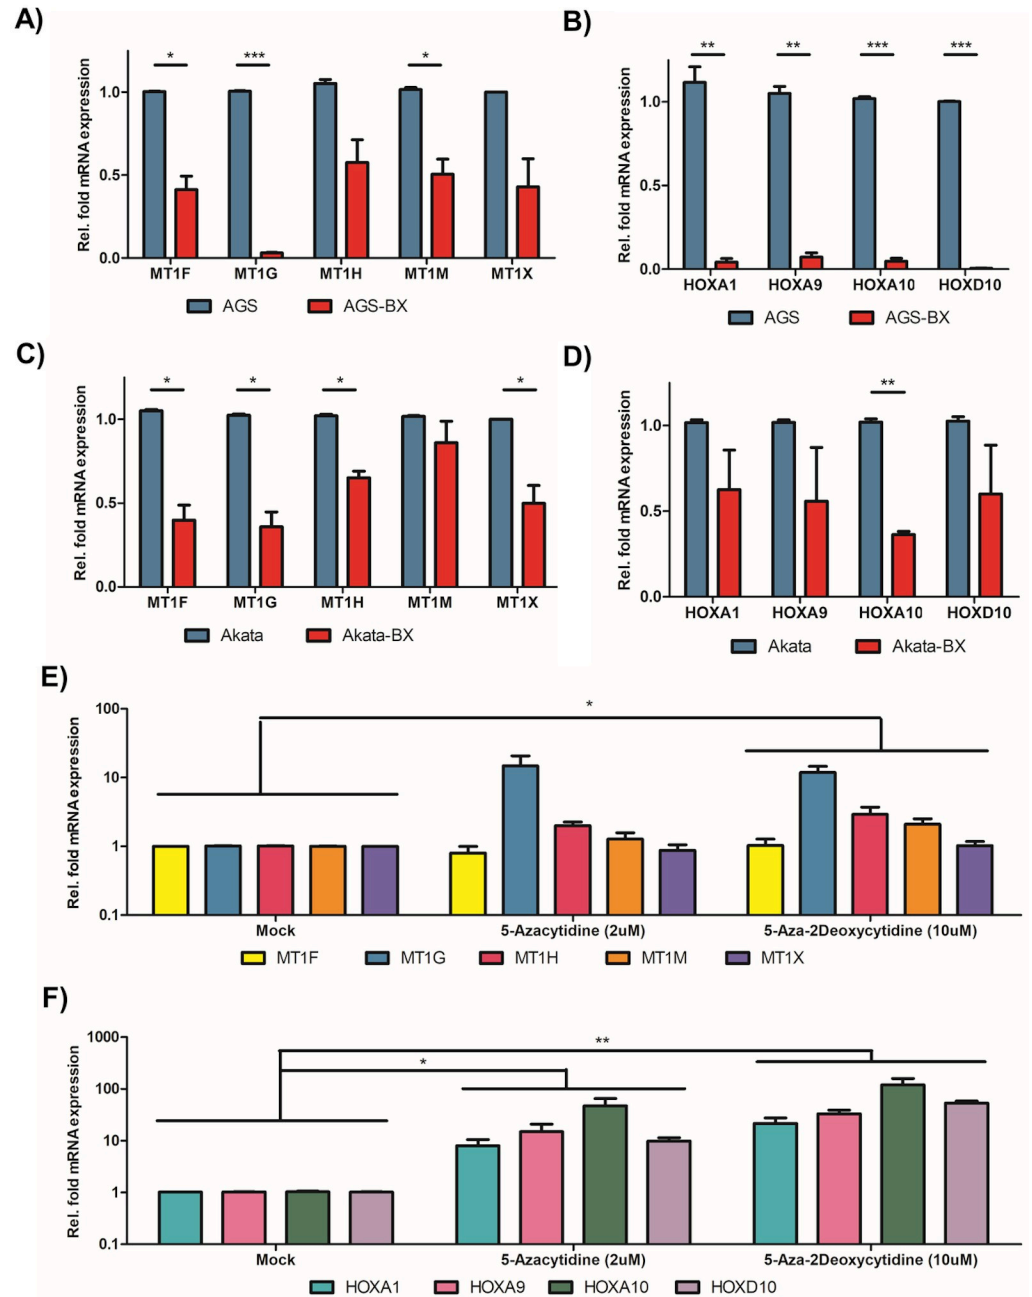 A)
Rel. fold mRNA expression
* *** *
1.0
0.5
0.0
MT1F MT1G MT1H MT1M MT1X
AGS AGS-BX
B)
Rel. fold mRNA expression
** ** *** ***
1.0
0.5
0.0
HOXA1 HOXA9 HOXA10 HOXD10
AGS AGS-BX
C)
Rel. fold mRNA expression
* * * *
1.0
0.5
0.0
MT1F MT1G MT1H MT1M MT1X
Akata Akata-BX
D)
Rel. fold mRNA expression
**
1.0
0.5
0.0
HOXA1 HOXA9 HOXA10 HOXD10
Akata Akata-BX
E)
Rel. fold mRNA expression
*
100
10
1
0.1
Mock 5-Azacytidine (2uM) 5-Aza-2Deoxycytidine (10uM)
MT1F MT1G MT1H MT1M MT1X
F)
Rel. fold mRNA expression
**
*
1000
100
10
1
0.1
Mock 5-Azacytidine (2uM) 5-Aza-2Deoxycytidine (10uM)
HOXA1 HOXA9 HOXA10 HOXD10